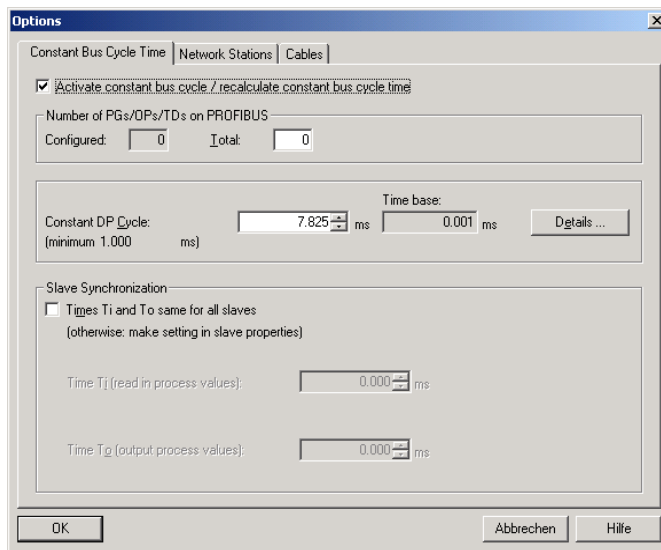 Options
Constant Bus Cycle Time Network Stations Cables
Activate constant bus cycle / recalculate constant bus cycle time
Number of PGs/OPs/TDs on PROFIBUS
Configured: 0 Total: 0
Time base:
Constant DP Cycle: 7.825 ms 0.001 ms Details ...
(minimum 1.000 ms)
Slave Synchronization
Times Ti and To same for all slaves
(otherwise: make setting in slave properties)
Time Ti (read in process values): 0.000 ms
Time To (output process values): 0.000 ms
OK Abbrechen Hilfe